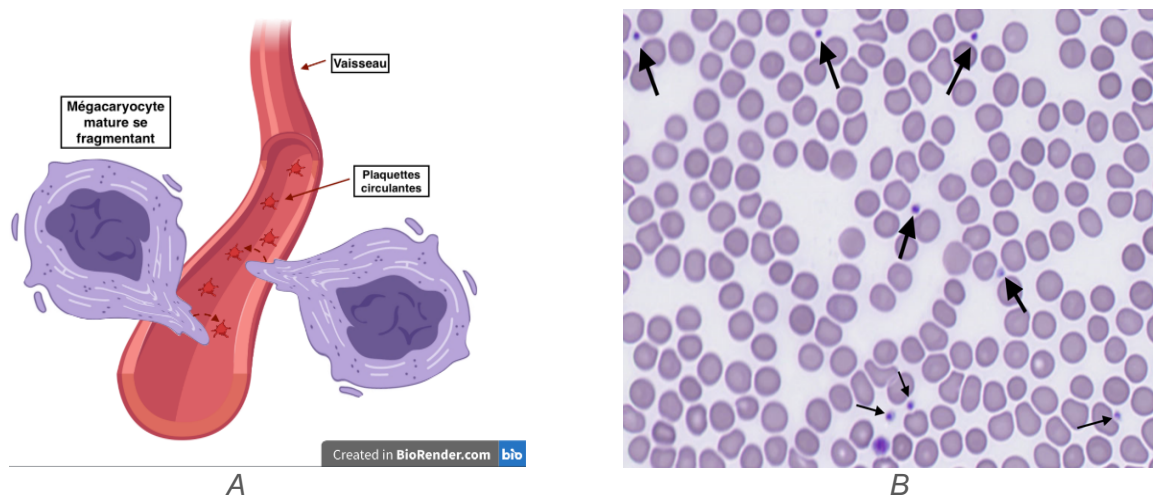 Vaisseau
Mégacaryocyte
mature se
fragmentant
Plaquettes
circulantes
Created in BioRender.com bio
A
B